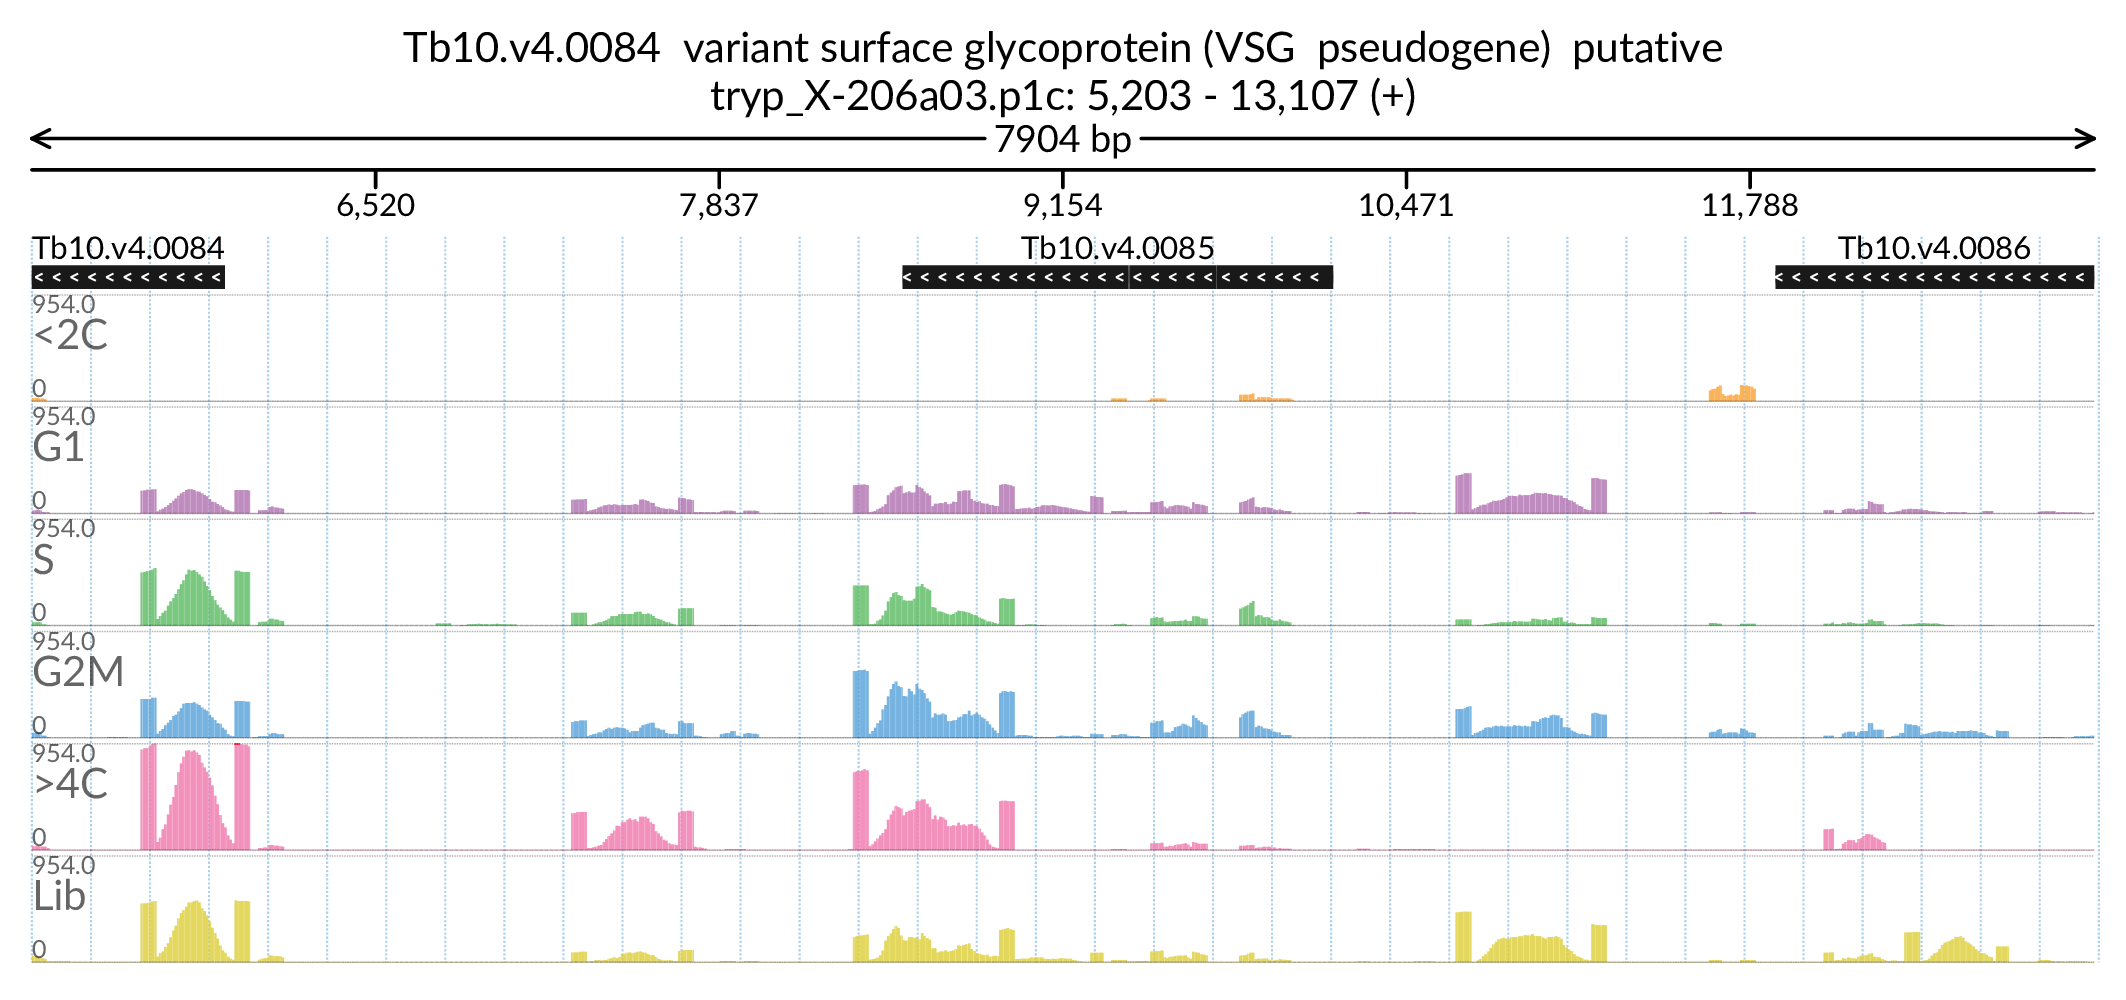 Tb10.v4.0084 variant surface glycoprotein (VSG pseudogene) putative
tryp_X-206a03.p1c: 5,203 - 13,107 (+)
7904 bp
6,520 7,837 9,154 10,471 11,788
Tb10.v4.0084 Tb10.v4.0085 Tb10.v4.0086
954.0
<2C
0
954.0
G1
0
954.0
S
0
954.0
G2M
0
954.0
>4C
0
954.0
Lib
0